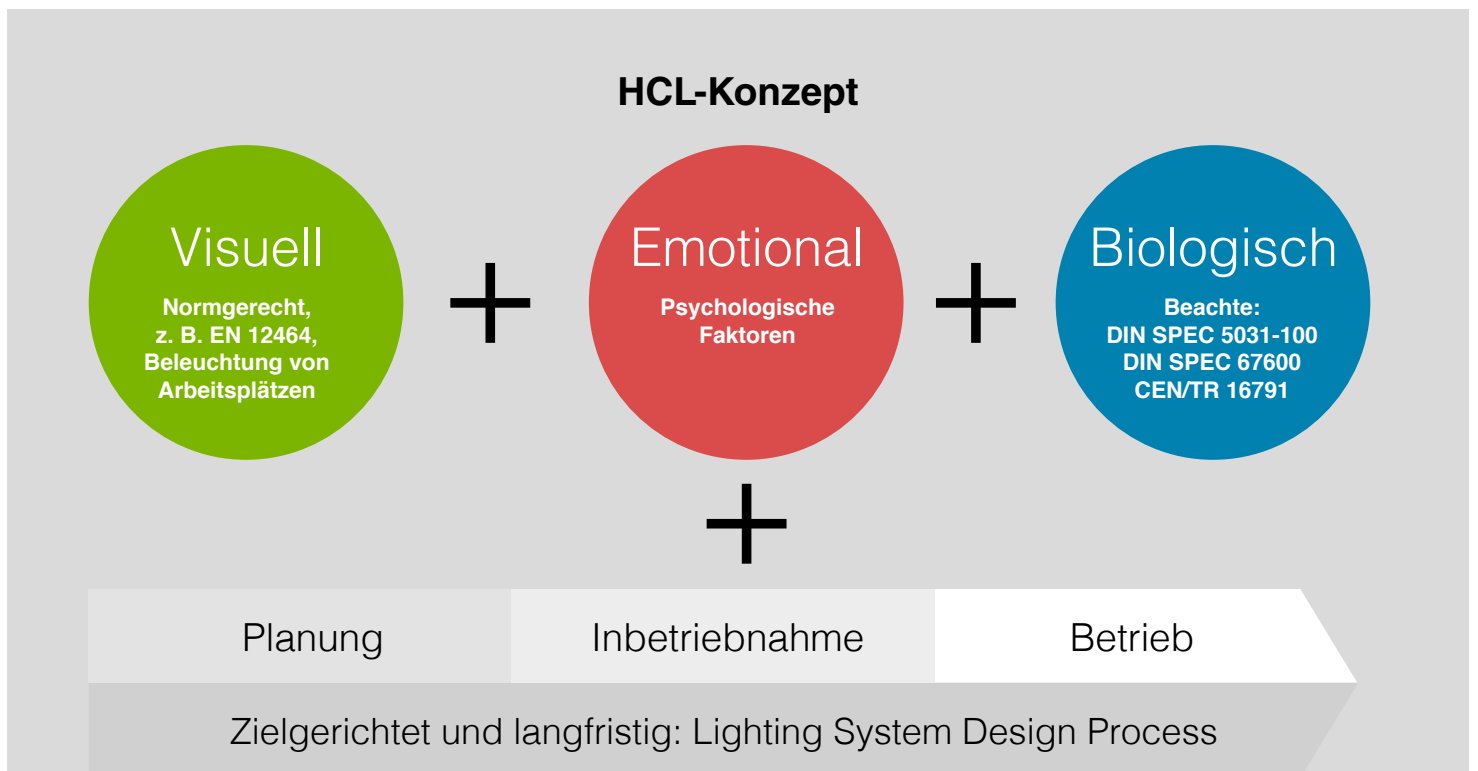 HCL-Konzept
Visuell
Normgerecht,
z. B. EN 12464,
Beleuchtung von
Arbeitsplätzen
+
Emotional
Psychologische
Faktoren
+
Biologisch
Beachte:
DIN SPEC 5031-100
DIN SPEC 67600
CEN/TR 16791
+
Planung
Inbetriebnahme
Betrieb
Zielgerichtet und langfristig: Lighting System Design Process